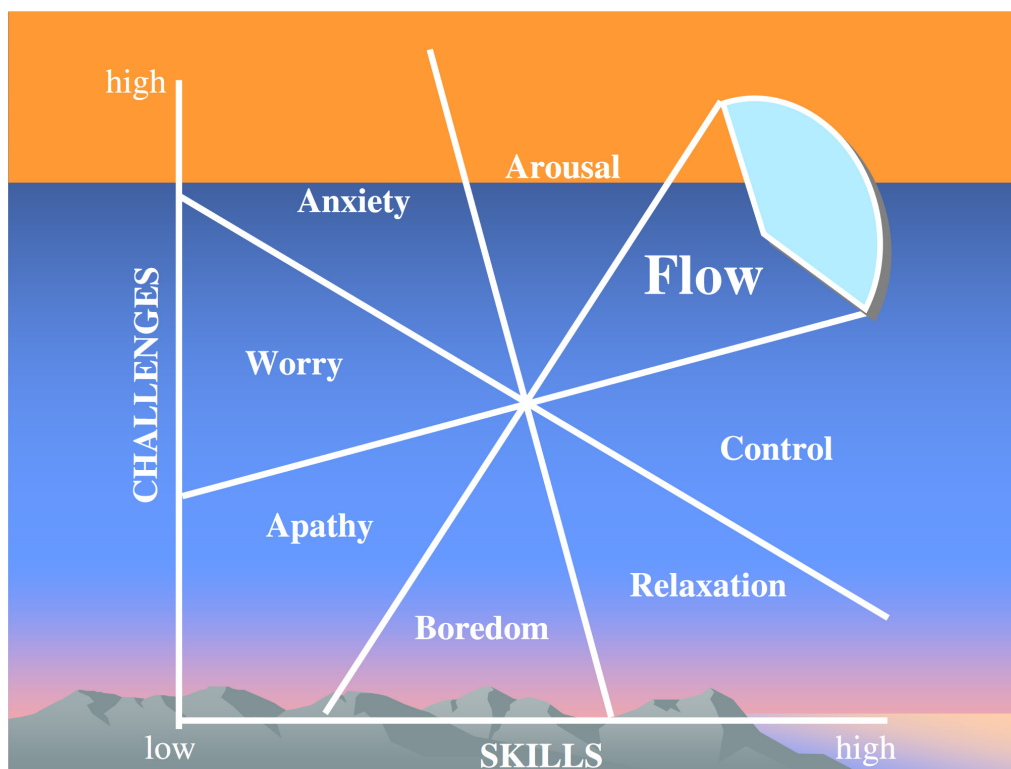 high
Arousal
Anxiety
Flow
CHALLENGES
Worry
Control
Apathy
Relaxation
Boredom
low
SKILLS
high